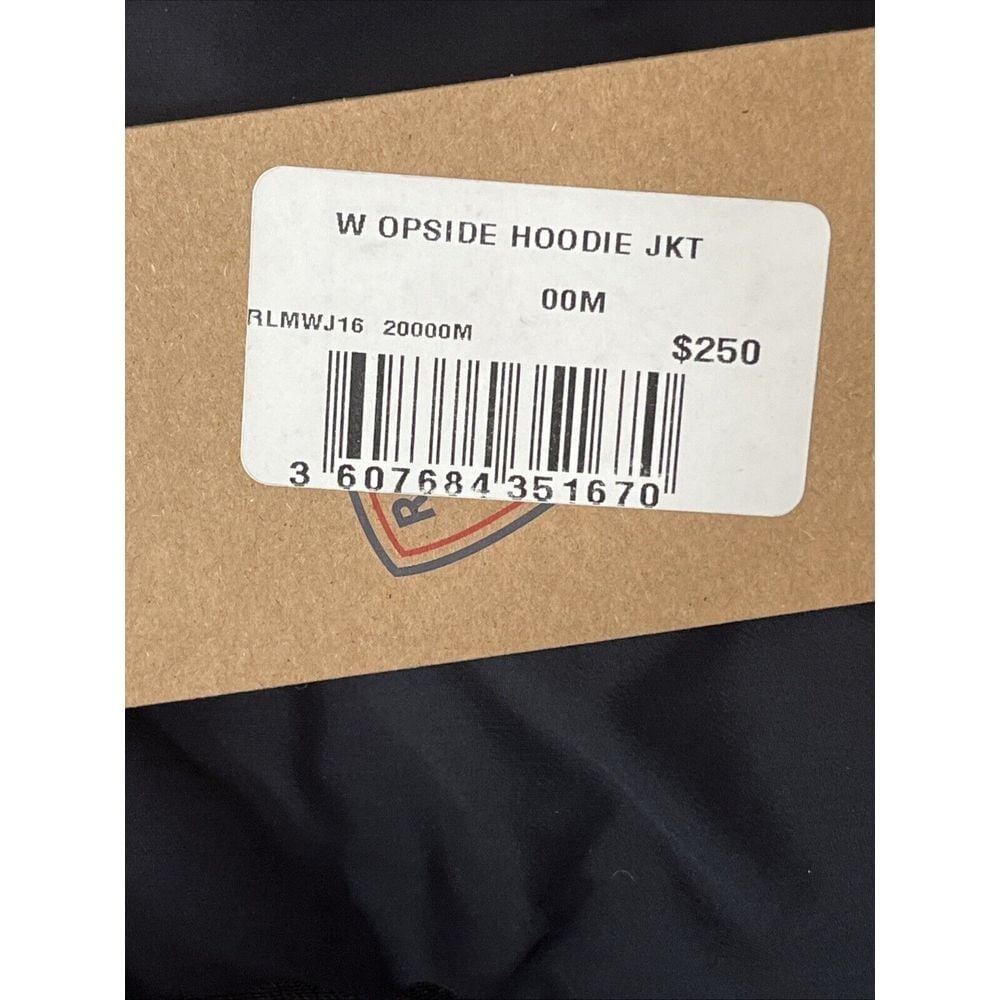 W OPSIDE HOODIE JKT
00M
RLMWJ16 20000M
$250
3 607684 351670
R